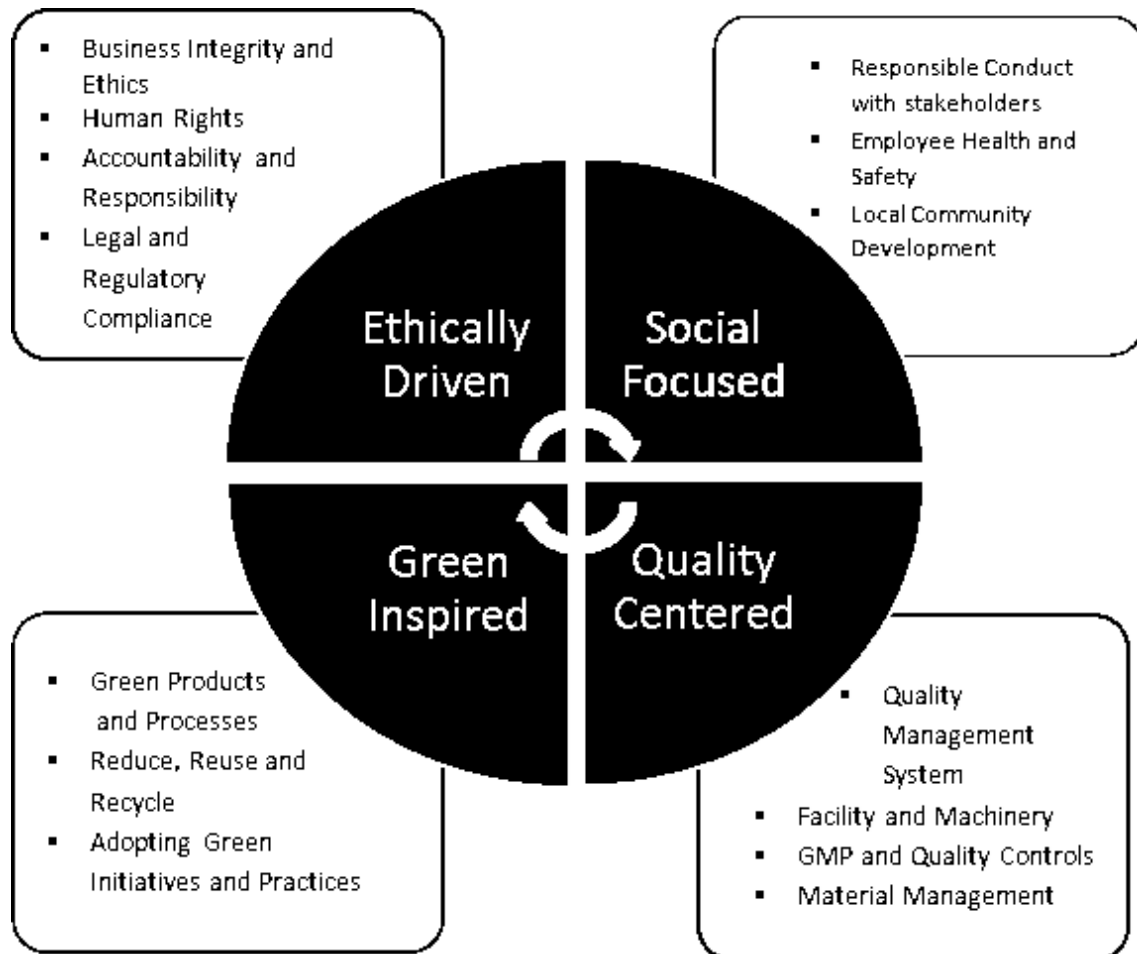 ▪ Business Integrity and
Ethics
▪ Human Rights
▪ Accountability and
Responsibility
▪ Legal and
Regulatory
Compliance
▪ Responsible Conduct
with stakeholders
▪ Employee Health and
Safety
▪ Local Community
Development
Ethically
Driven
Social
Focused
Green
Inspired
Quality
Centered
▪ Green Products
and Processes
▪ Reduce, Reuse and
Recycle
▪ Adopting Green
Initiatives and Practices
▪ Quality
Management
System
▪ Facility and Machinery
▪ GMP and Quality Controls
▪ Material Management